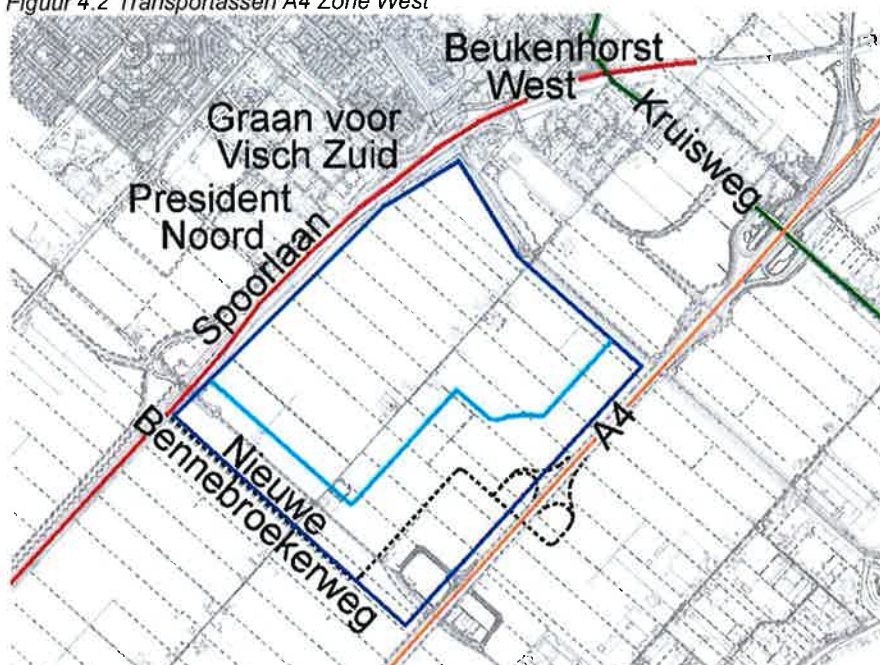 Figuur 4.2 Transportassen A4 Zone West
Beukenhorst
West
Graan voor
Visch Zuid
Kruisweg
President
Noord
Spoorlaan
A4
Nieuwe
Bennebroekerweg